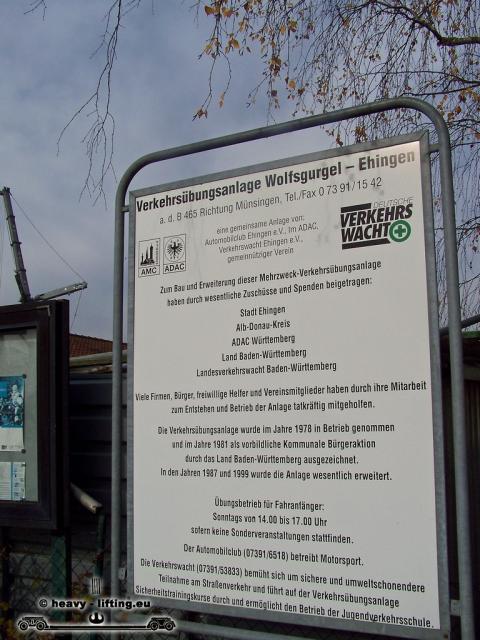 Verkehrsübungsanlage Wolfsgurgel – Ehingen
a. d. B 465 Richtung Münsingen, Tel./Fax 0 73 91/15 42
eine gemeinsame Anlage von:
Automobilclub Ehingen e.V., im ADAC,
Verkehrswacht Ehingen e.V.,
gemeinnütziger Verein
AMC
ADAC
DEUTSCHE
VERKEHRS
WACHT
Zum Bau und Erweiterung dieser Mehrzweck-Verkehrsübungsanlage
haben durch wesentliche Zuschüsse und Spenden beigetragen:
Stadt Ehingen
Alb-Donau-Kreis
ADAC Württemberg
Land Baden-Württemberg
Landesverkehrswacht Baden-Württemberg
Viele Firmen, Bürger, freiwillige Helfer und Vereinsmitglieder haben durch ihre Mitarbeit
zum Entstehen und Betrieb der Anlage tatkräftig mitgeholfen.
Die Verkehrsübungsanlage wurde im Jahre 1978 in Betrieb genommen
und im Jahre 1981 als vorbildliche Kommunale Bürgeraktion
durch das Land Baden-Württemberg ausgezeichnet.
In den Jahren 1987 und 1999 wurde die Anlage wesentlich erweitert.
Übungsbetrieb für Fahranfänger:
Sonntags von 14.00 bis 17.00 Uhr
sofern keine Sonderveranstaltungen stattfinden.
Der Automobilclub (07391/6518) betreibt Motorsport.
Die Verkehrswacht (07391/53833) bemüht sich um sichere und umweltschonendere
Teilnahme am Straßenverkehr und führt auf der Verkehrsübungsanlage
Sicherheitstrainingskurse durch und ermöglicht den Betrieb der Jugendverkehrsschule.
© heavy - lifting.eu